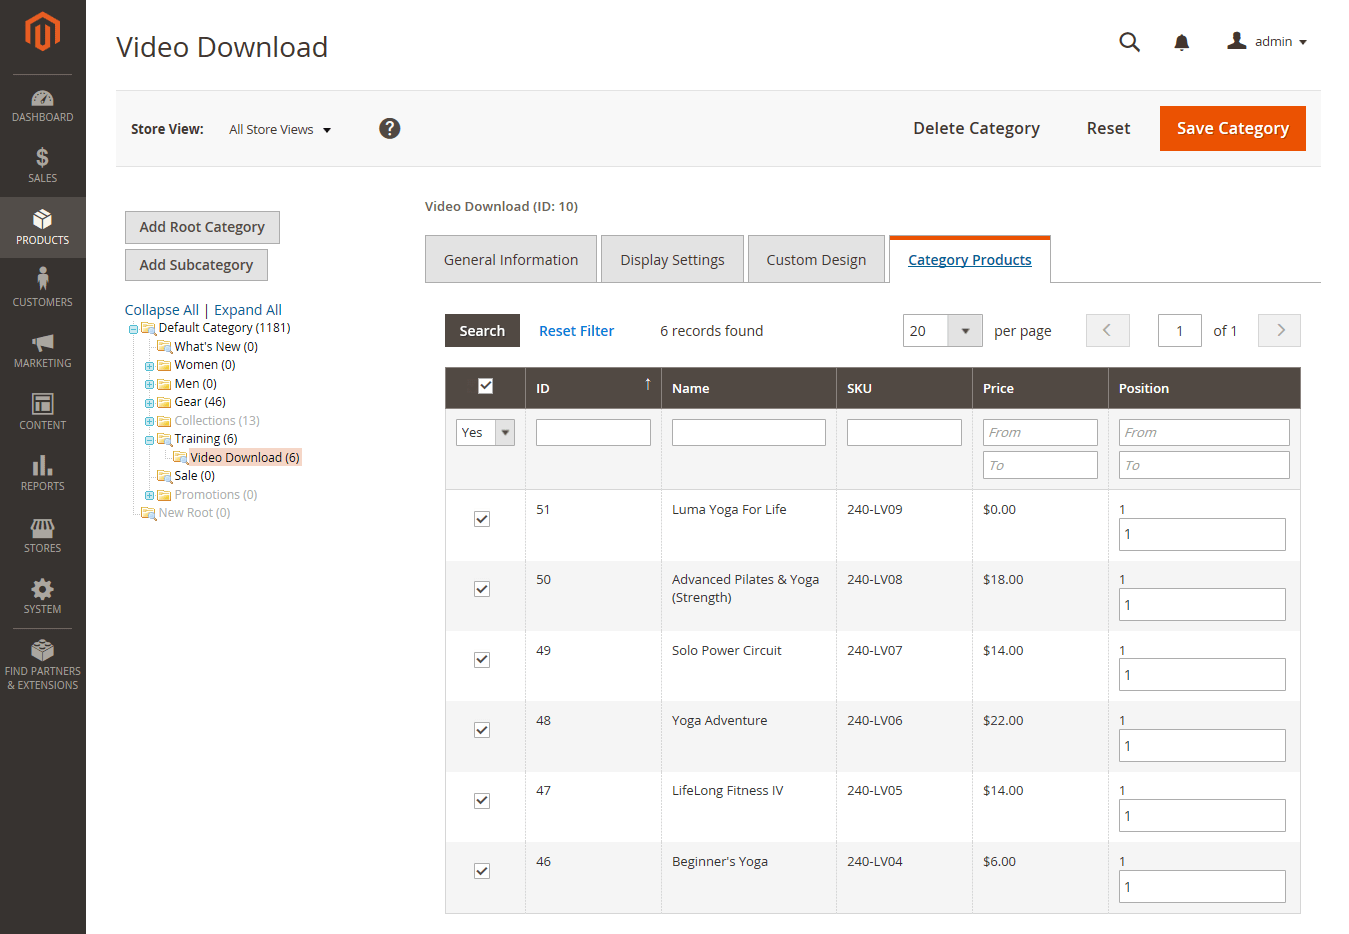 Video Download
admin
DASHBOARD
SALES
PRODUCTS
CUSTOMERS
MARKETING
CONTENT
REPORTS
STORES
SYSTEM
FIND PARTNERS
& EXTENSIONS
Store View: All Store Views ?
Delete Category Reset Save Category
Add Root Category
Add Subcategory
Collapse All | Expand All
Default Category (1181)
What's New (0)
Women (0)
Men (0)
Gear (46)
Collections (13)
Training (6)
Video Download (6)
Sale (0)
Promotions (0)
New Root (0)
Video Download (ID: 10)
General Information Display Settings Custom Design Category Products
Search Reset Filter 6 records found 20 per page 1 of 1
ID ↑ Name SKU Price Position
Yes From From
To To
51 Luma Yoga For Life 240-LV09 $0.00 1
1
50 Advanced Pilates & Yoga 240-LV08 $18.00 1
(Strength) 1
49 Solo Power Circuit 240-LV07 $14.00 1
1
48 Yoga Adventure 240-LV06 $22.00 1
1
47 LifeLong Fitness IV 240-LV05 $14.00 1
1
46 Beginner's Yoga 240-LV04 $6.00 1
1